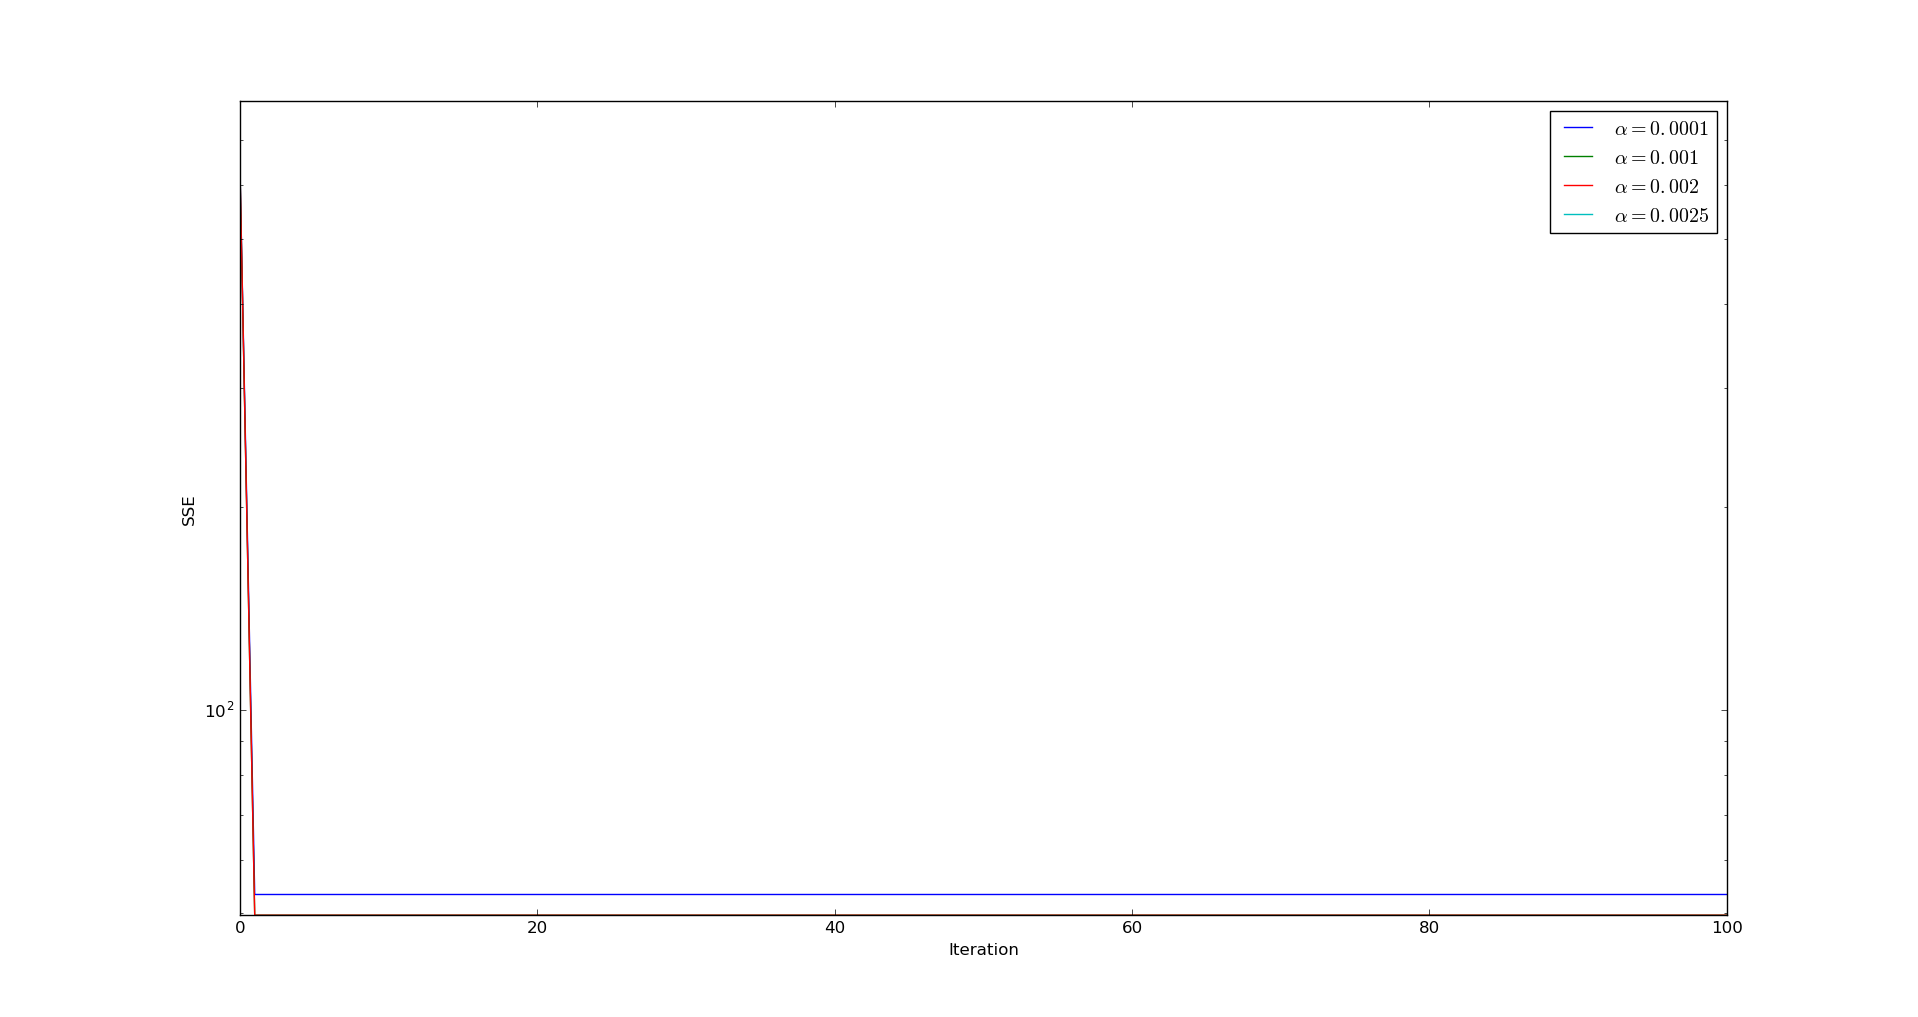 α = 0.0001
α = 0.001
α = 0.002
α = 0.0025
SSE
10²
0 20 40 60 80 100
Iteration